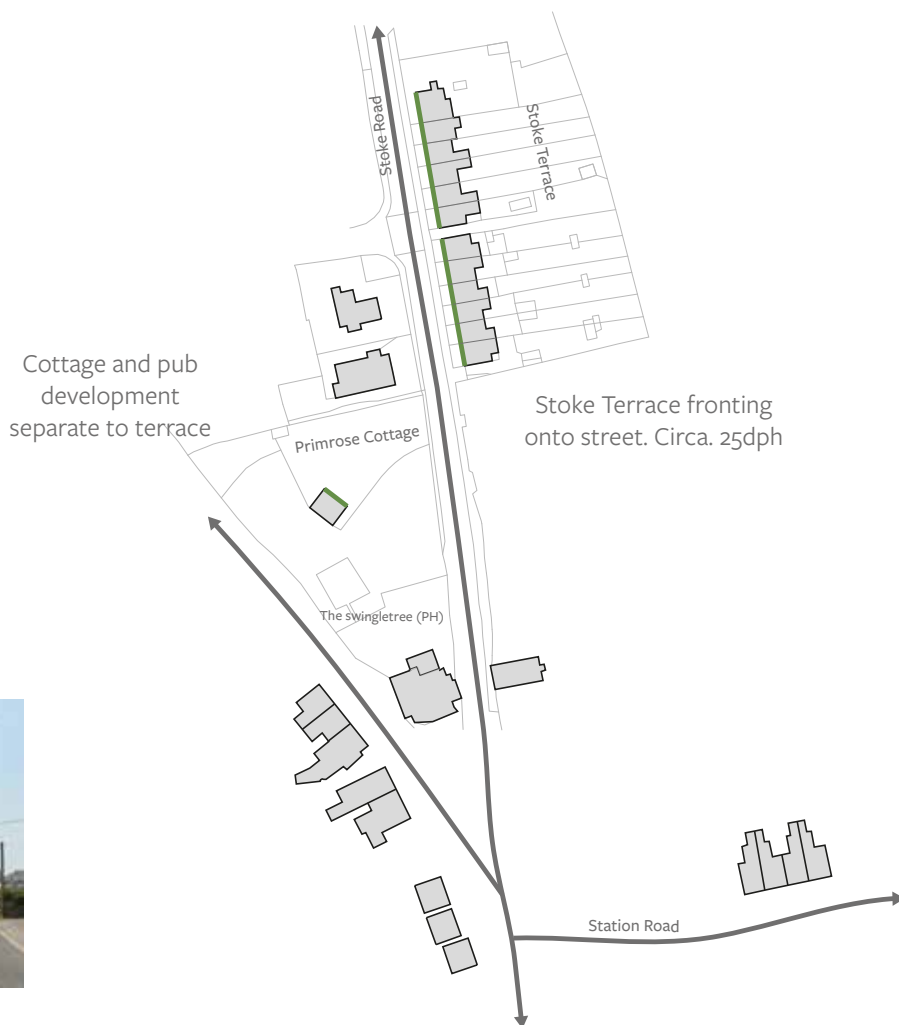 Stoke Road
Stoke Terrace
Cottage and pub
development
separate to terrace
Stoke Terrace fronting
onto street. Circa. 25dph
Primrose Cottage
The swingletree (PH)
Station Road